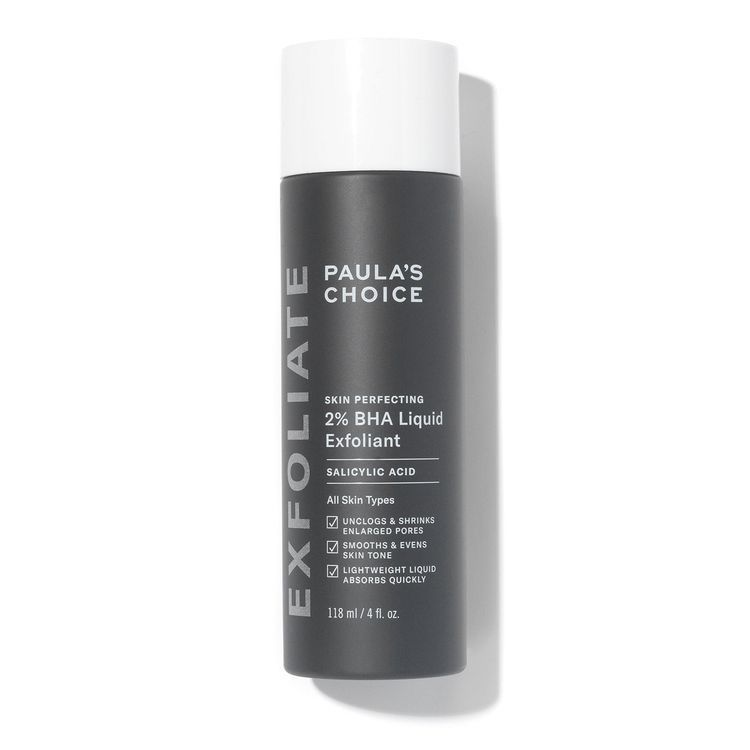 EXFOLIATE
PAULA'S
CHOICE
SKIN PERFECTING
2% BHA Liquid
Exfoliant
SALICYLIC ACID
All Skin Types
UNCLOGS & SHRINKS
ENLARGED PORES
SMOOTHS & EVENS
SKIN TONE
LIGHTWEIGHT LIQUID
ABSORBS QUICKLY
118 ml / 4 fl. oz.